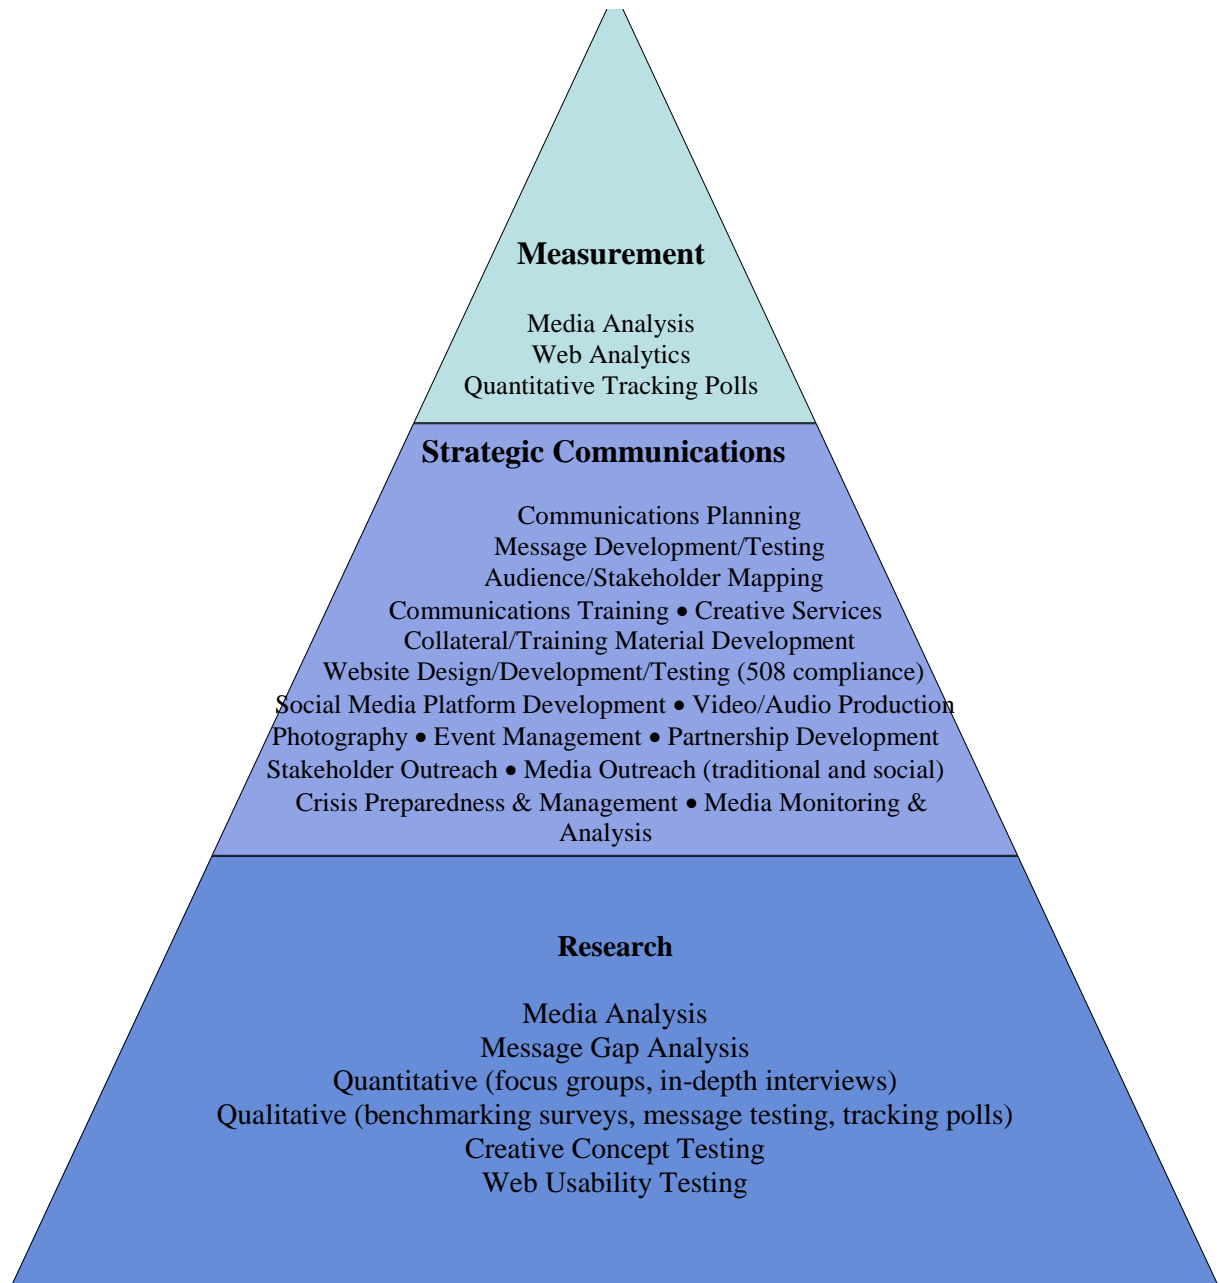 Measurement
Media Analysis
Web Analytics
Quantitative Tracking Polls
Strategic Communications
Communications Planning
Message Development/Testing
Audience/Stakeholder Mapping
Communications Training • Creative Services
Collateral/Training Material Development
Website Design/Development/Testing (508 compliance)
Social Media Platform Development • Video/Audio Production
Photography • Event Management • Partnership Development
Stakeholder Outreach • Media Outreach (traditional and social)
Crisis Preparedness & Management • Media Monitoring &
Analysis
Research
Media Analysis
Message Gap Analysis
Quantitative (focus groups, in-depth interviews)
Qualitative (benchmarking surveys, message testing, tracking polls)
Creative Concept Testing
Web Usability Testing